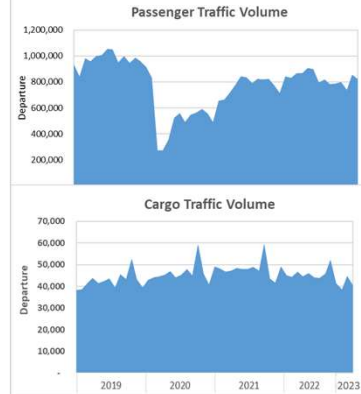 Passenger Traffic Volume
1,200,000
1,000,000
800,000
600,000
400,000
200,000
Departure
Cargo Traffic Volume
70,000
60,000
50,000
40,000
30,000
20,000
10,000
-
Departure
2019 2020 2021 2022 2023